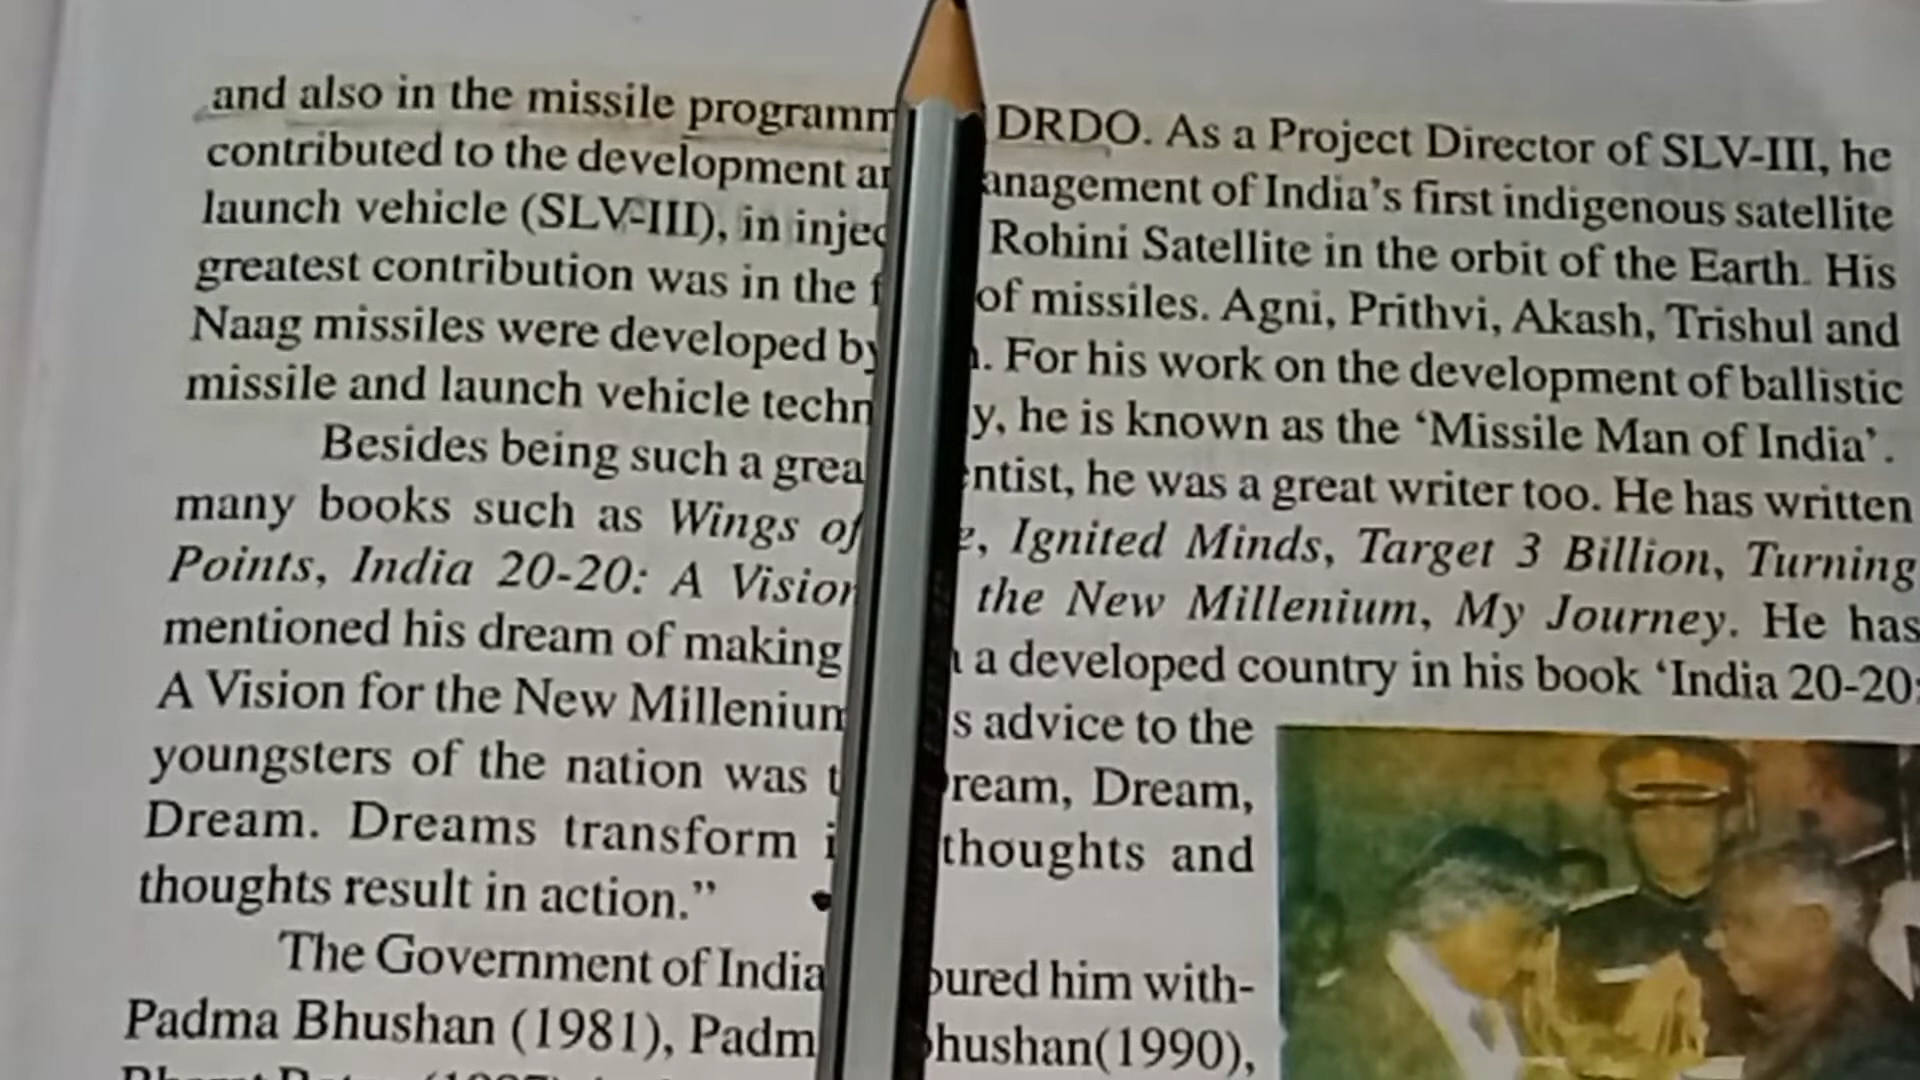 and also in the missile programm DRDO. As a Project Director of SLV-III, he
contributed to the development an anagement of India's first indigenous satellite
launch vehicle (SLV-III), in injec Rohini Satellite in the orbit of the Earth. His
greatest contribution was in the f of missiles. Agni, Prithvi, Akash, Trishul and
Naag missiles were developed by . For his work on the development of ballistic
missile and launch vehicle techn y, he is known as the 'Missile Man of India'.
Besides being such a grea entist, he was a great writer too. He has written
many books such as Wings of e, Ignited Minds, Target 3 Billion, Turning
Points, India 20-20: A Vision the New Millenium, My Journey. He has
mentioned his dream of making a developed country in his book 'India 20-20:
A Vision for the New Millenium s advice to the
youngsters of the nation was t ream, Dream,
Dream. Dreams transform i thoughts and
thoughts result in action."
The Government of India oured him with-
Padma Bhushan (1981), Padm bhushan(1990),